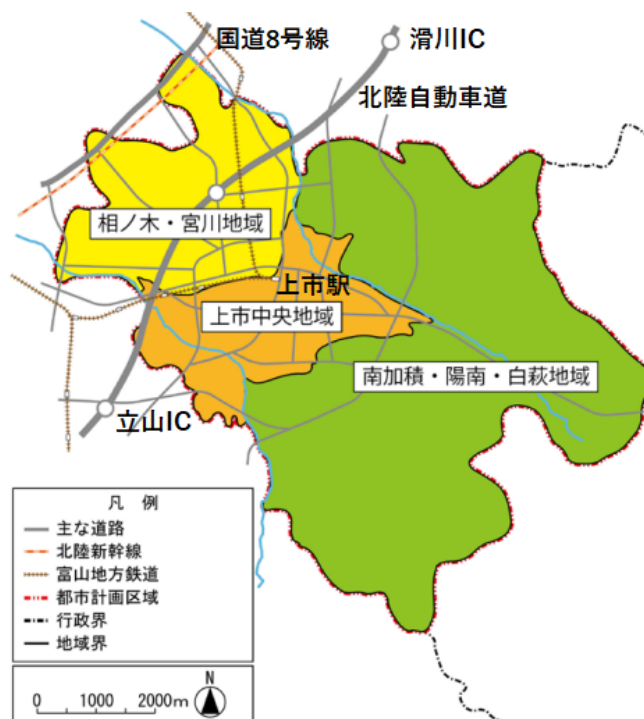 国道8号線
滑川IC
北陸自動車道
相ノ木・宮川地域
上市駅
上市中央地域
南加積・陽南・白萩地域
立山IC
凡 例
主な道路
北陸新幹線
富山地方鉄道
都市計画区域
行政界
地域界
N
0 1000 2000m